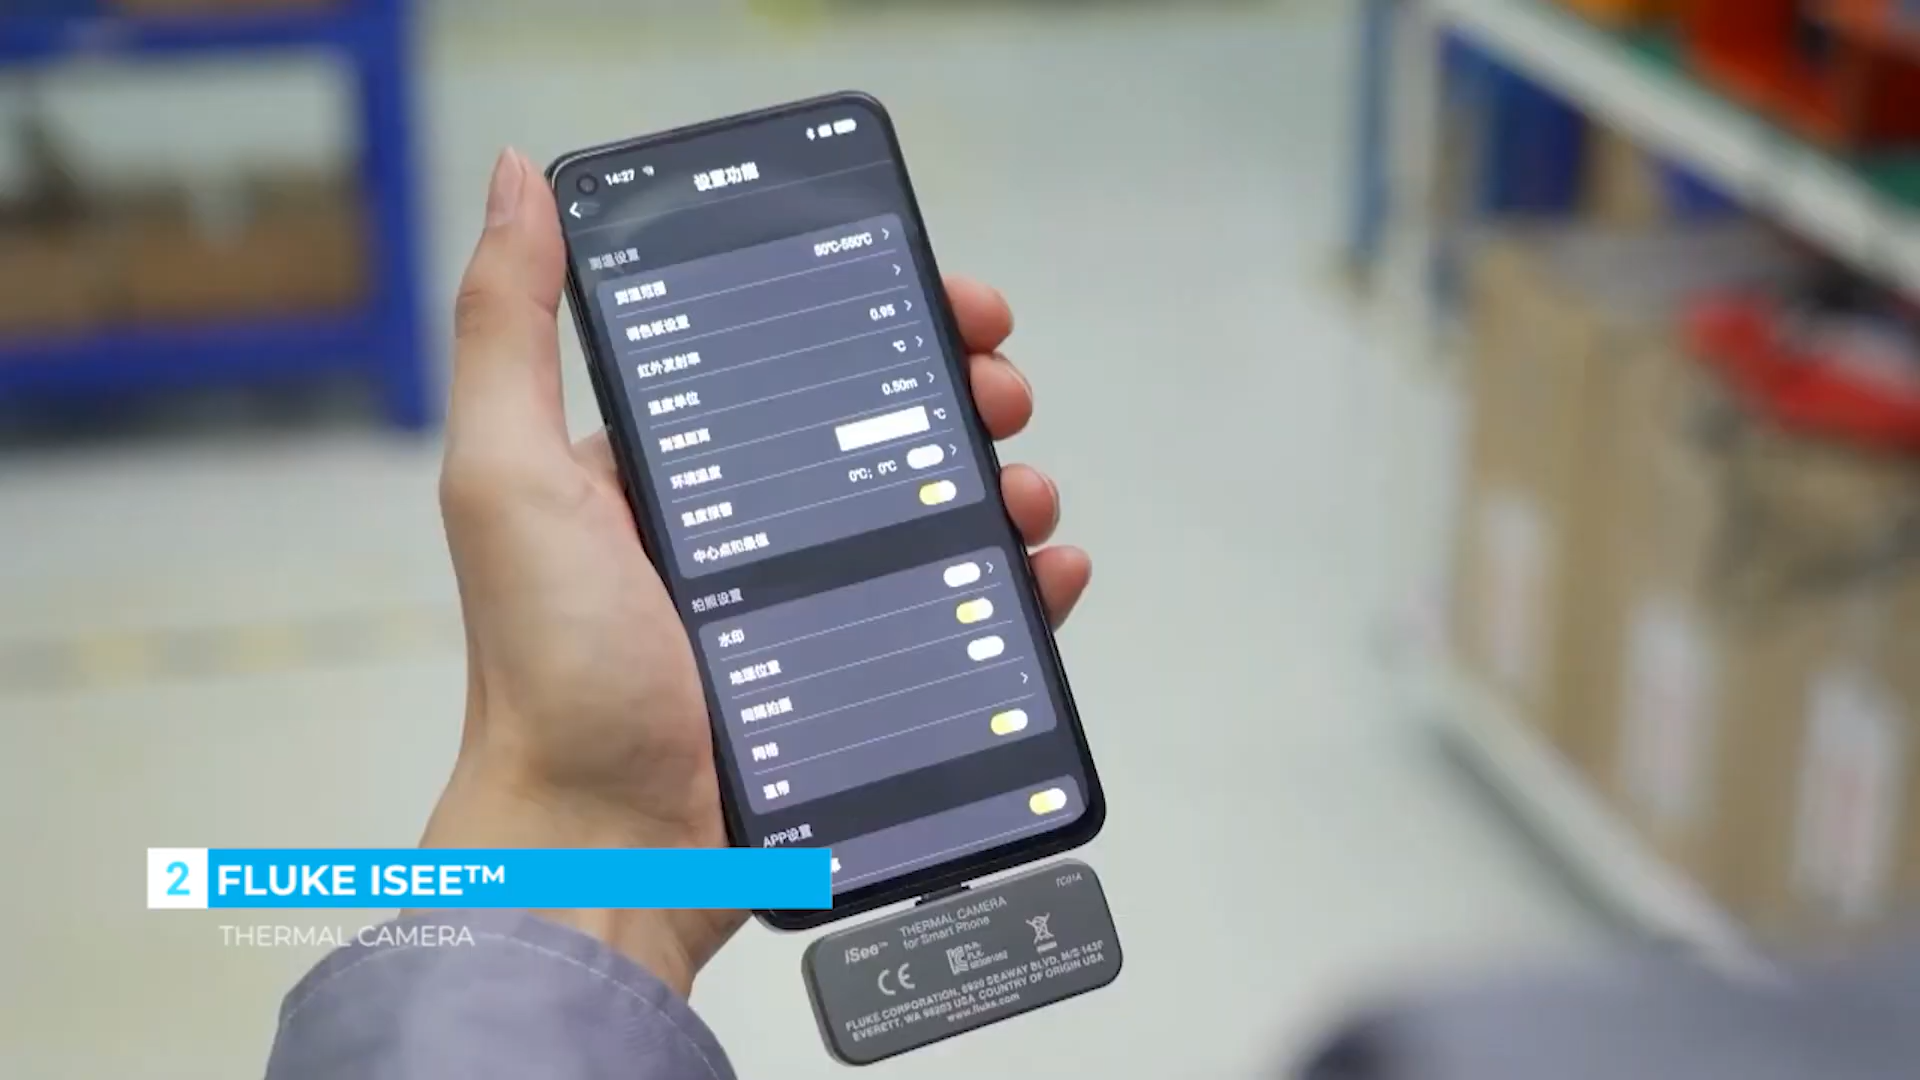 14:27
设置功能
测温设置
测温范围 50℃-550℃
调色板设置
红外发射率 0.95
温度单位 ℃
测温距离 0.50m
环境温度 ℃
温度报警 0℃; 0℃
中心点和最值
拍照设置
水印
地理位置
间隔拍摄
网格
温带
APP设置
2 FLUKE ISEE™
THERMAL CAMERA
TC01A
iSee™ THERMAL CAMERA
for Smart Phone
CE
FLUKE CORPORATION, 6920 SEAWAY BLVD, M/S 143F
EVERETT, WA 98203 USA COUNTRY OF ORIGIN USA
www.fluke.com